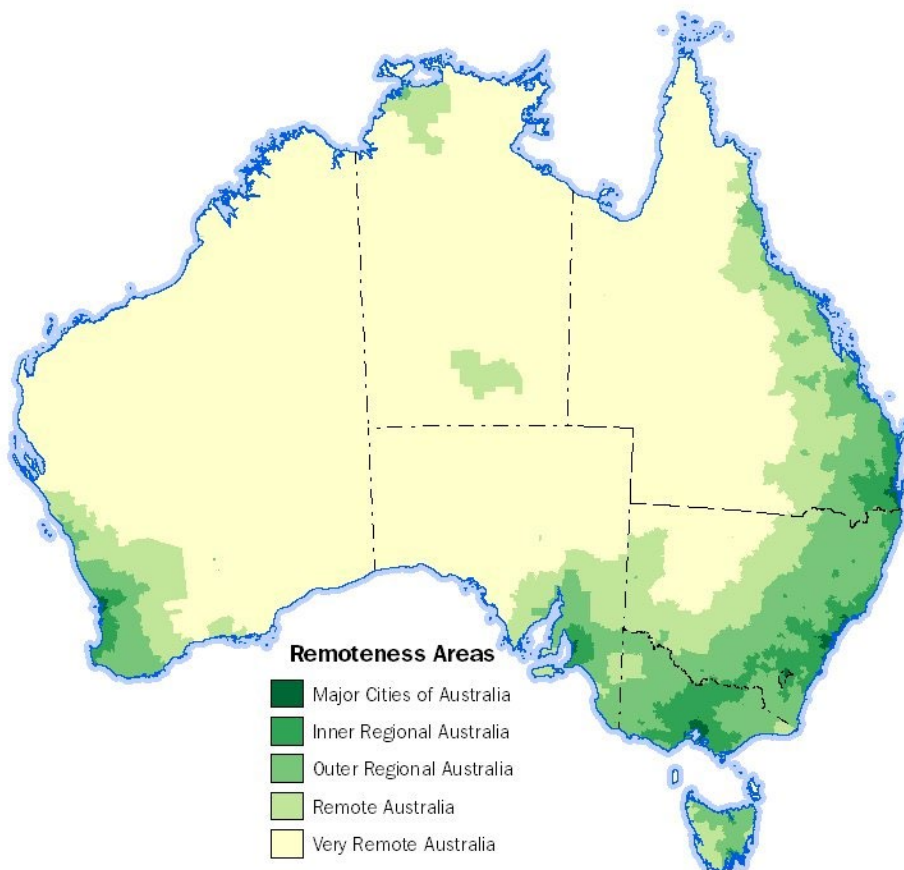 Remoteness Areas
Major Cities of Australia
Inner Regional Australia
Outer Regional Australia
Remote Australia
Very Remote Australia